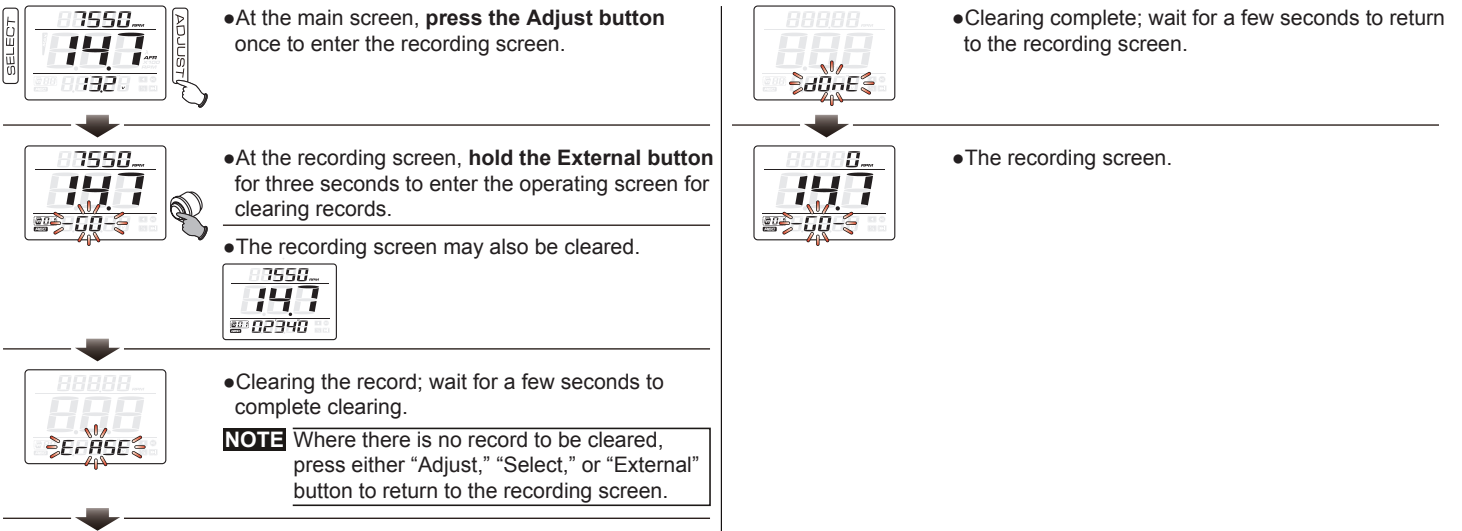 SELECT
7550 RPM
14.7 AFR
13.2 V
ADJUST
●At the main screen, press the Adjust button
once to enter the recording screen.
7550 RPM
14.7
-GO-
●At the recording screen, hold the External button
for three seconds to enter the operating screen for
clearing records.
●The recording screen may also be cleared.
7550 RPM
14.7
02340
ErASE
●Clearing the record; wait for a few seconds to
complete clearing.
NOTE Where there is no record to be cleared,
press either “Adjust,” “Select,” or “External”
button to return to the recording screen.
dOnE
●Clearing complete; wait for a few seconds to return
to the recording screen.
0 RPM
14.7
-GO-
●The recording screen.